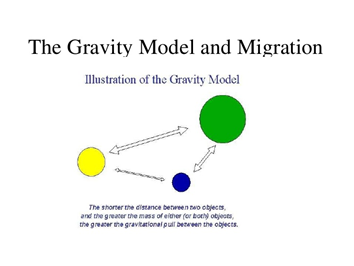 The Gravity Model and Migration
Illustration of the Gravity Model
The shorter the distance between two objects,
and the greater the mass of either (or both) objects,
the greater the gravitational pull between the objects.